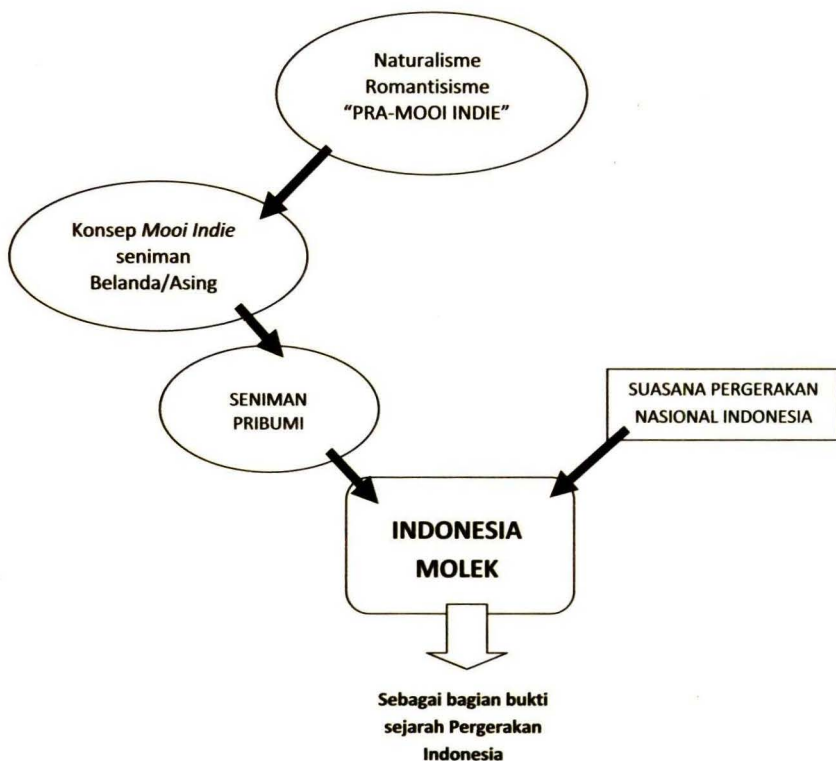 Naturalisme
Romantisisme
“PRA-MOOI INDIE”
Konsep Mooi Indie
seniman
Belanda/Asing
SENIMAN
PRIBUMI
SUASANA PERGERAKAN
NASIONAL INDONESIA
INDONESIA
MOLEK
Sebagai bagian bukti
sejarah Pergerakan
Indonesia